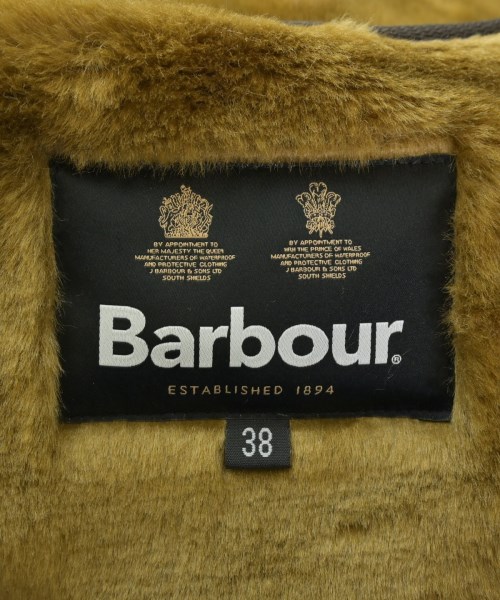 BY APPOINTMENT TO
HER MAJESTY THE QUEEN
MANUFACTURERS OF WATERPROOF
AND PROTECTIVE CLOTHING
J BARBOUR & SONS LTD
SOUTH SHIELDS
BY APPOINTMENT TO
HRH THE PRINCE OF WALES
MANUFACTURERS OF WATERPROOF
AND PROTECTIVE CLOTHING
J BARBOUR & SONS LTD
SOUTH SHIELDS
Barbour®
ESTABLISHED 1894
38